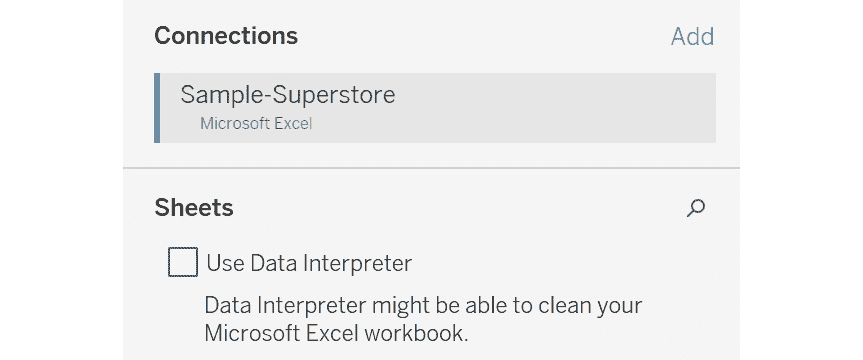 Connections
Add
Sample-Superstore
Microsoft Excel
Sheets
Use Data Interpreter
Data Interpreter might be able to clean your
Microsoft Excel workbook.